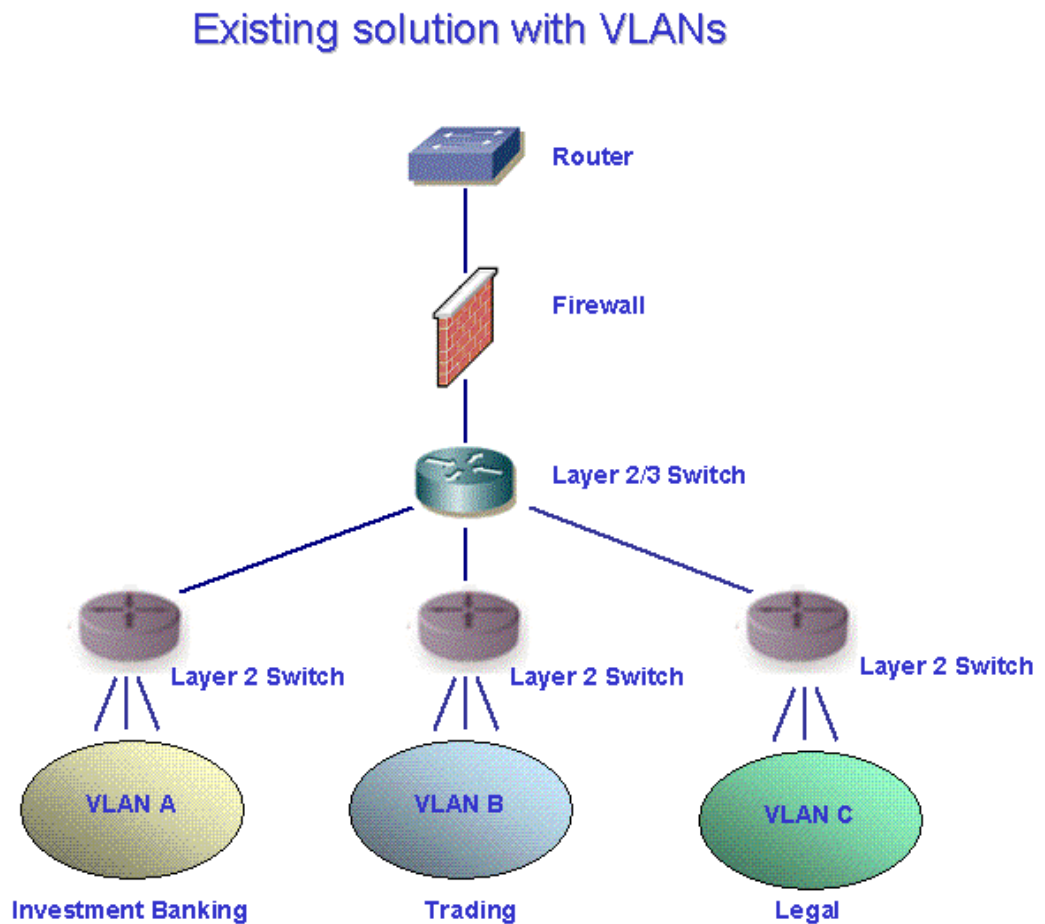 Existing solution with VLANs
Router
Firewall
Layer 2/3 Switch
Layer 2 Switch
Layer 2 Switch
Layer 2 Switch
VLAN A
VLAN B
VLAN C
Investment Banking
Trading
Legal